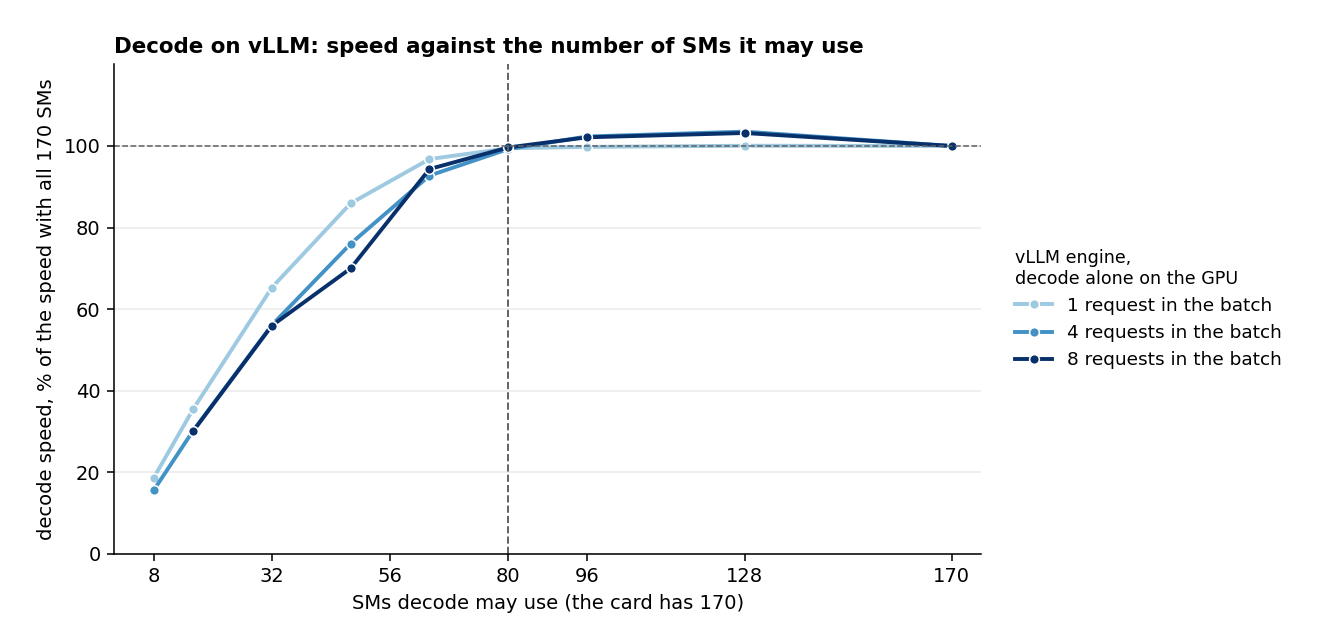 Decode on vLLM: speed against the number of SMs it may use
decode speed, % of the speed with all 170 SMs
100
80
60
40
20
0
8 32 56 80 96 128 170
SMs decode may use (the card has 170)
vLLM engine,
decode alone on the GPU
1 request in the batch
4 requests in the batch
8 requests in the batch